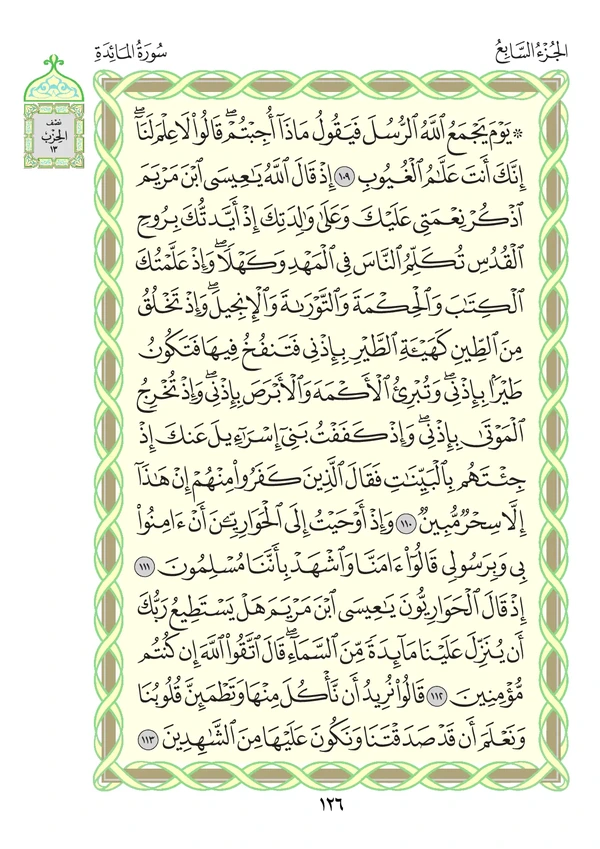 الجُزْءُ السَّابِعُ
سُورَةُ المَائِدَةِ
نصْف
الحِزْب
١٣
۞ يَوْمَ يَجْمَعُ ٱللَّهُ ٱلرُّسُلَ فَيَقُولُ مَاذَآ أُجِبْتُمْۖ قَالُواْ لَا عِلْمَ لَنَآۖ
إِنَّكَ أَنتَ عَلَّٰمُ ٱلْغُيُوبِ ١٠٩ إِذْ قَالَ ٱللَّهُ يَٰعِيسَى ٱبْنَ مَرْيَمَ
ٱذْكُرْ نِعْمَتِي عَلَيْكَ وَعَلَىٰ وَٰلِدَتِكَ إِذْ أَيَّدتُّكَ بِرُوحِ
ٱلْقُدُسِ تُكَلِّمُ ٱلنَّاسَ فِي ٱلْمَهْدِ وَكَهْلًاۖ وَإِذْ عَلَّمْتُكَ
ٱلْكِتَٰبَ وَٱلْحِكْمَةَ وَٱلتَّوْرَىٰةَ وَٱلْإِنجِيلَۖ وَإِذْ تَخْلُقُ
مِنَ ٱلطِّينِ كَهَيْـَٔةِ ٱلطَّيْرِ بِإِذْنِي فَتَنفُخُ فِيهَا فَتَكُونُ
طَيْرَۢا بِإِذْنِيۖ وَتُبْرِئُ ٱلْأَكْمَهَ وَٱلْأَبْرَصَ بِإِذْنِيۖ وَإِذْ تُخْرِجُ
ٱلْمَوْتَىٰ بِإِذْنِيۖ وَإِذْ كَفَفْتُ بَنِيٓ إِسْرَٰٓءِيلَ عَنكَ إِذْ
جِئْتَهُم بِٱلْبَيِّنَٰتِ فَقَالَ ٱلَّذِينَ كَفَرُواْ مِنْهُمْ إِنْ هَٰذَآ
إِلَّا سِحْرٌ مُّبِينٌ ١١٠ وَإِذْ أَوْحَيْتُ إِلَى ٱلْحَوَارِيِّـۧنَ أَنْ ءَامِنُواْ
بِي وَبِرَسُولِي قَالُوٓاْ ءَامَنَّا وَٱشْهَدْ بِأَنَّنَا مُسْلِمُونَ ١١١
إِذْ قَالَ ٱلْحَوَارِيُّونَ يَٰعِيسَى ٱبْنَ مَرْيَمَ هَلْ يَسْتَطِيعُ رَبُّكَ
أَن يُنَزِّلَ عَلَيْنَا مَآئِدَةً مِّنَ ٱلسَّمَآءِۖ قَالَ ٱتَّقُواْ ٱللَّهَ إِن كُنتُم
مُّؤْمِنِينَ ١١٢ قَالُواْ نُرِيدُ أَن نَّأْكُلَ مِنْهَا وَتَطْمَئِنَّ قُلُوبُنَا
وَنَعْلَمَ أَن قَدْ صَدَقْتَنَا وَنَكُونَ عَلَيْهَا مِنَ ٱلشَّٰهِدِينَ ١١٣
١٢٦